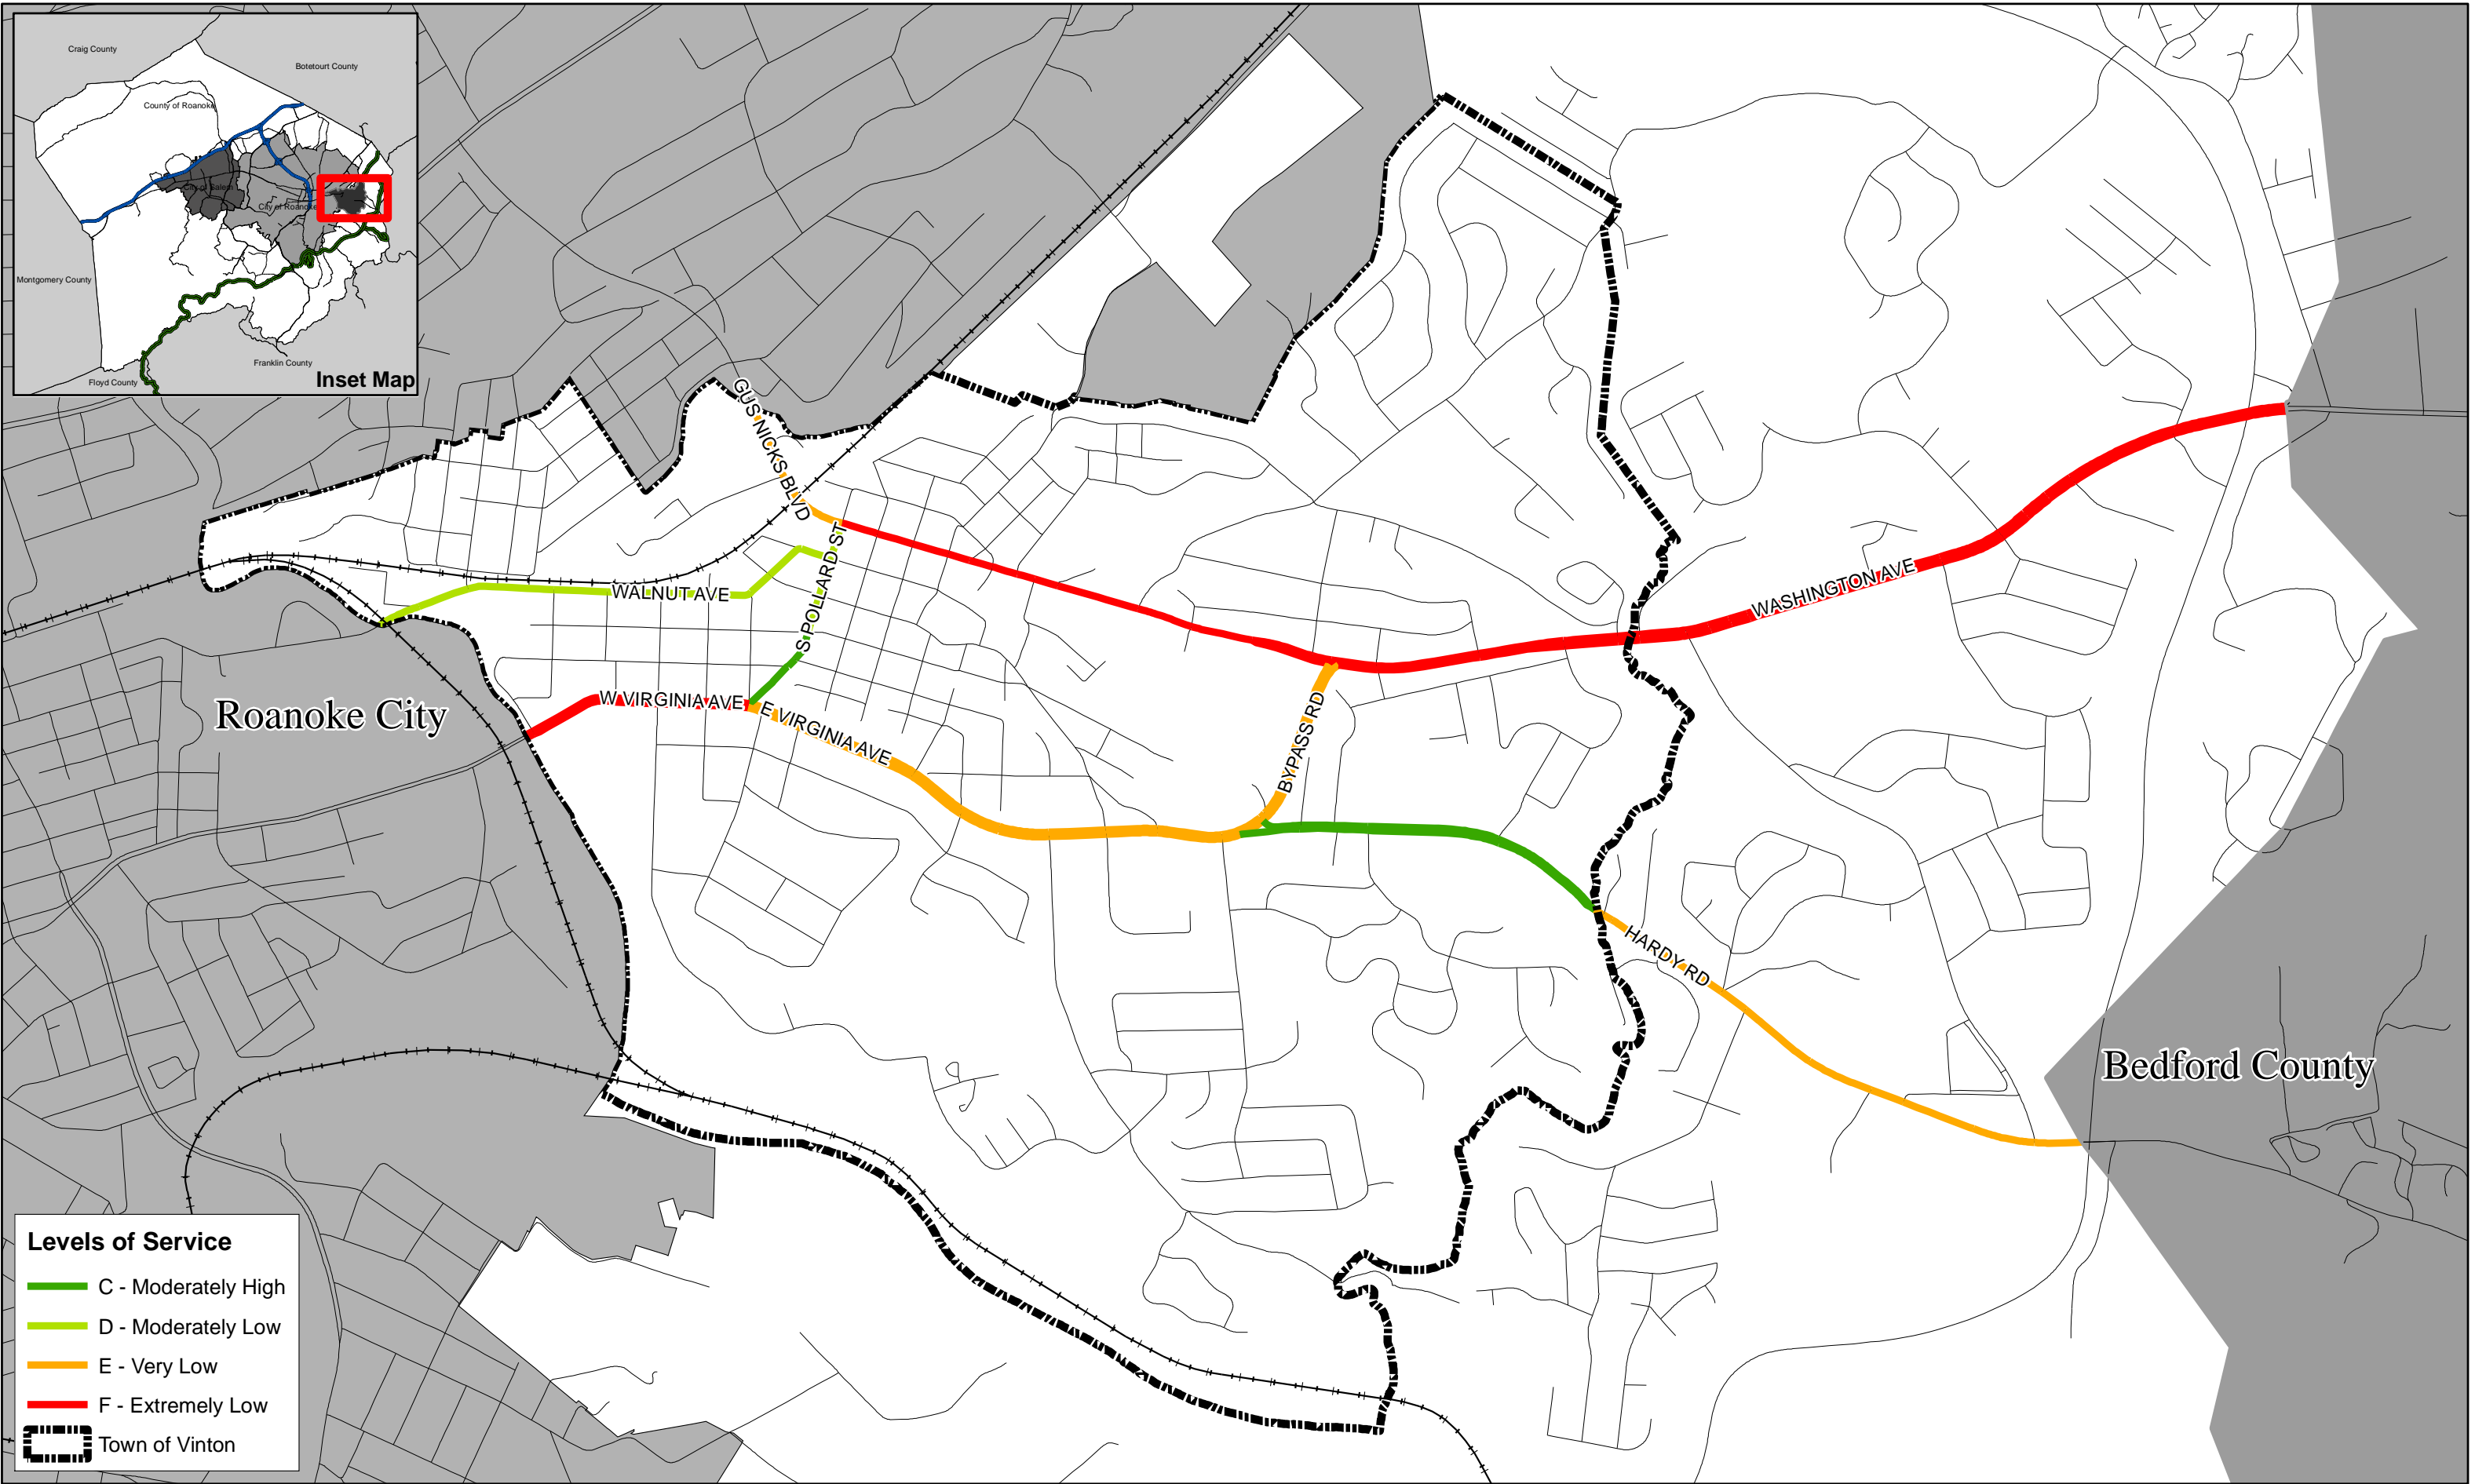 Craig County
Botetourt County
County of Roanoke
City of Salem
City of Roanoke
Montgomery County
Franklin County
Floyd County
Inset Map
GUS NICKS BLVD
S POLLARD ST
WALNUT AVE
WASHINGTON AVE
W VIRGINIA AVE
E VIRGINIA AVE
BYPASS RD
Roanoke City
HARDY RD
Bedford County
Levels of Service
C - Moderately High
D - Moderately Low
E - Very Low
F - Extremely Low
Town of Vinton